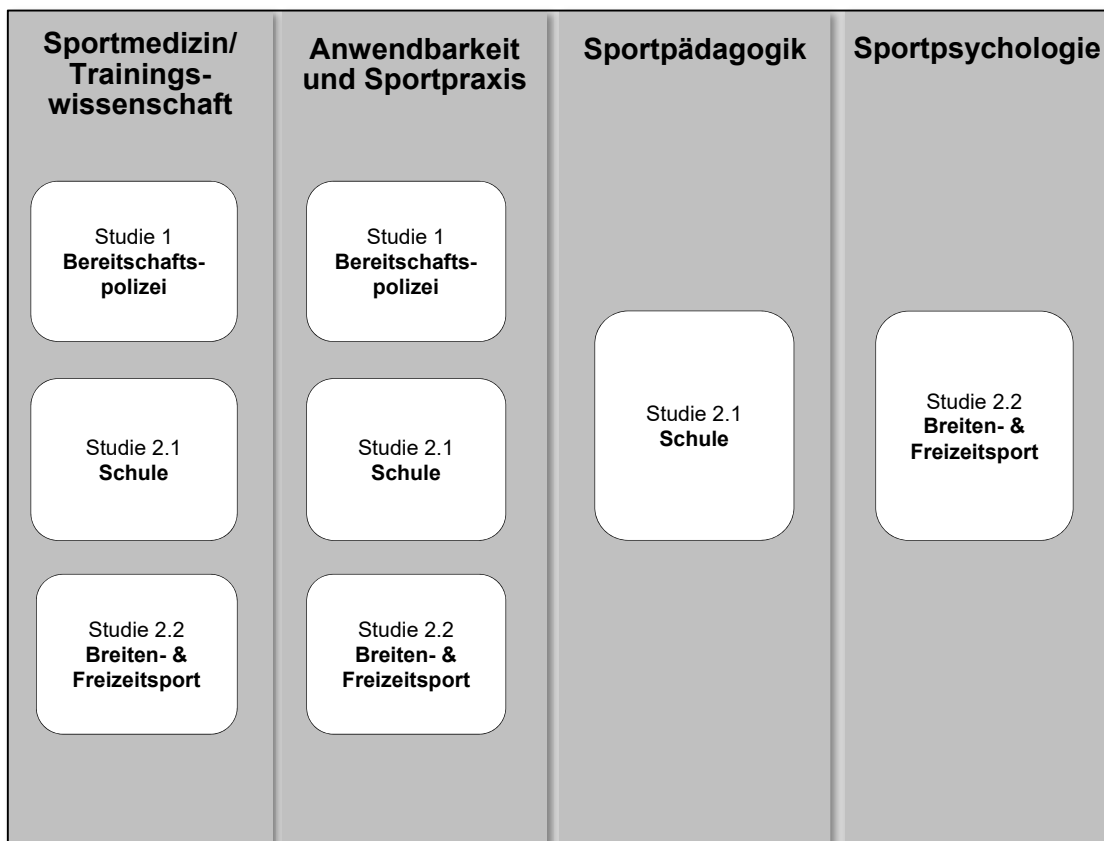 Sportmedizin/
Trainings-
wissenschaft
Anwendbarkeit
und Sportpraxis
Sportpädagogik
Sportpsychologie
Studie 1
Bereitschafts-
polizei
Studie 2.1
Schule
Studie 2.2
Breiten- &
Freizeitsport
Studie 1
Bereitschafts-
polizei
Studie 2.1
Schule
Studie 2.2
Breiten- &
Freizeitsport
Studie 2.1
Schule
Studie 2.2
Breiten- &
Freizeitsport